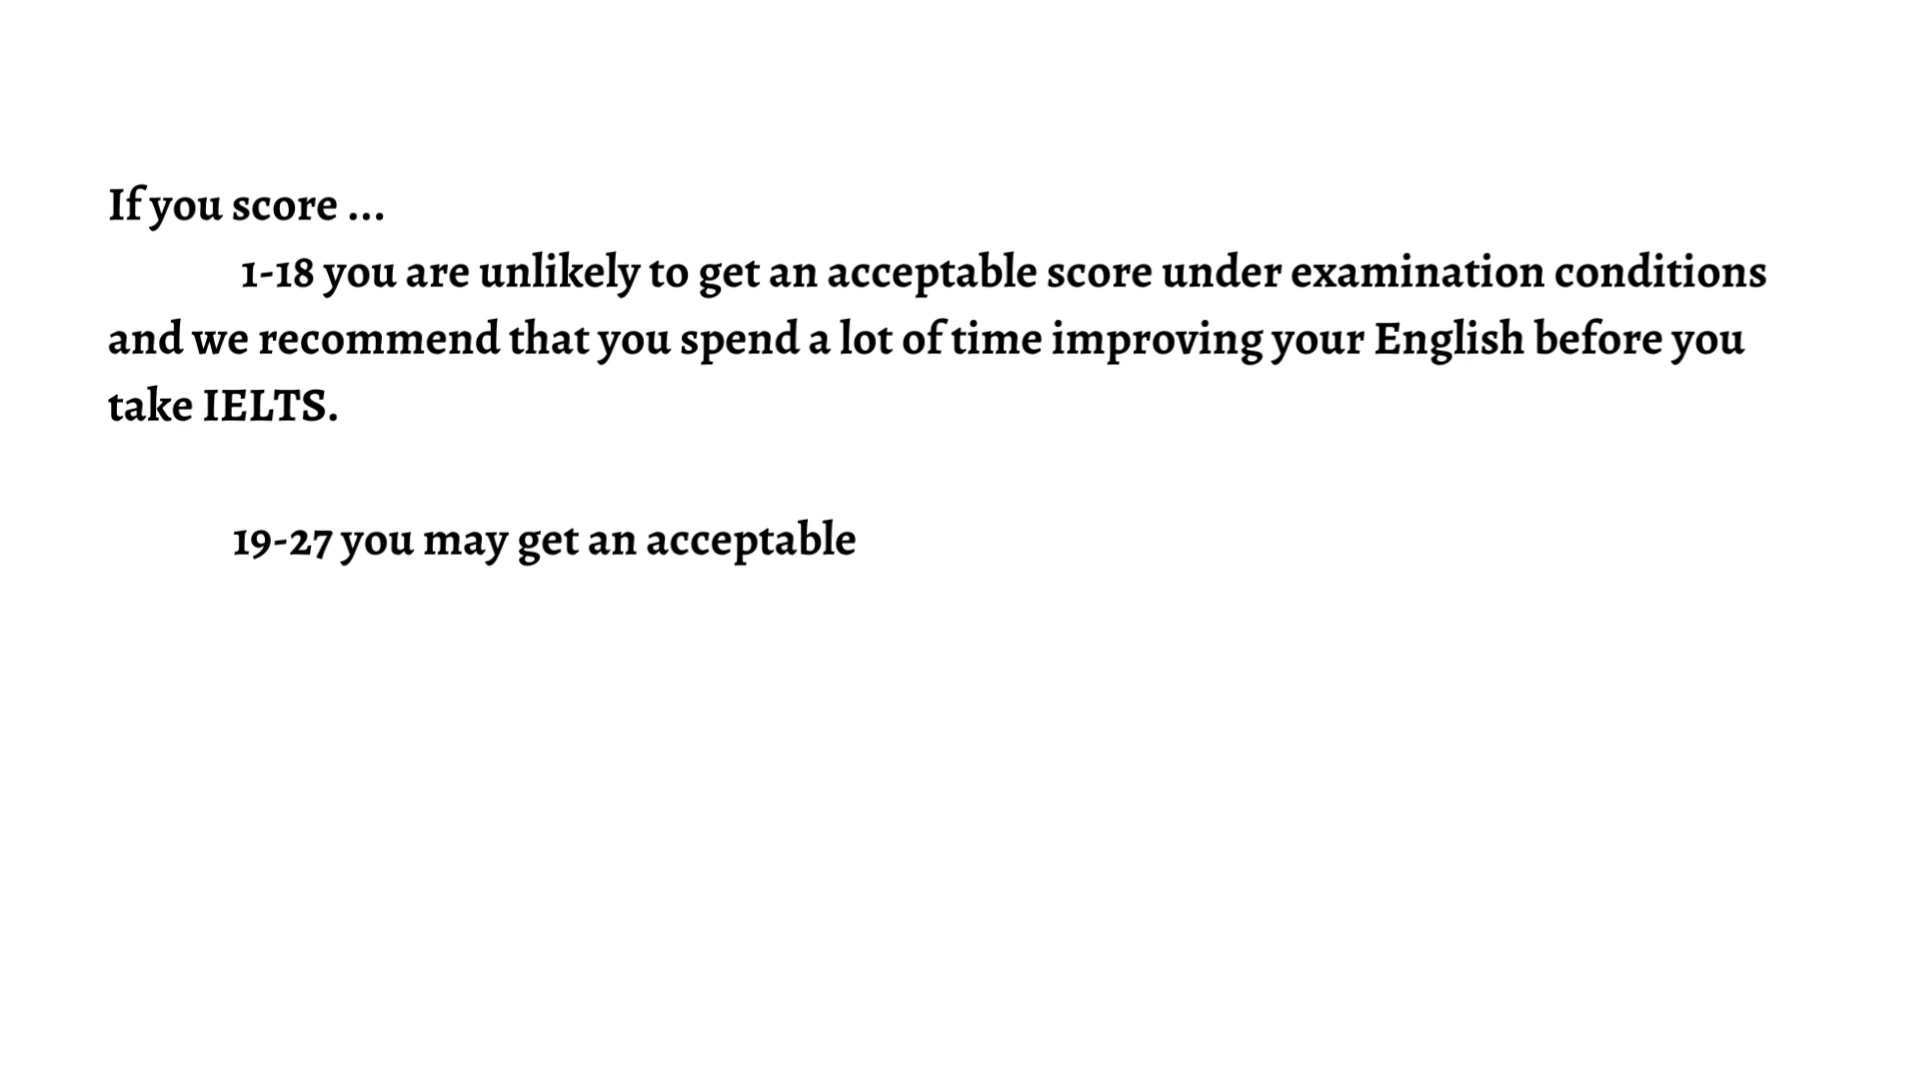 If you score ...
1-18 you are unlikely to get an acceptable score under examination conditions
and we recommend that you spend a lot of time improving your English before you
take IELTS.
19-27 you may get an acceptable